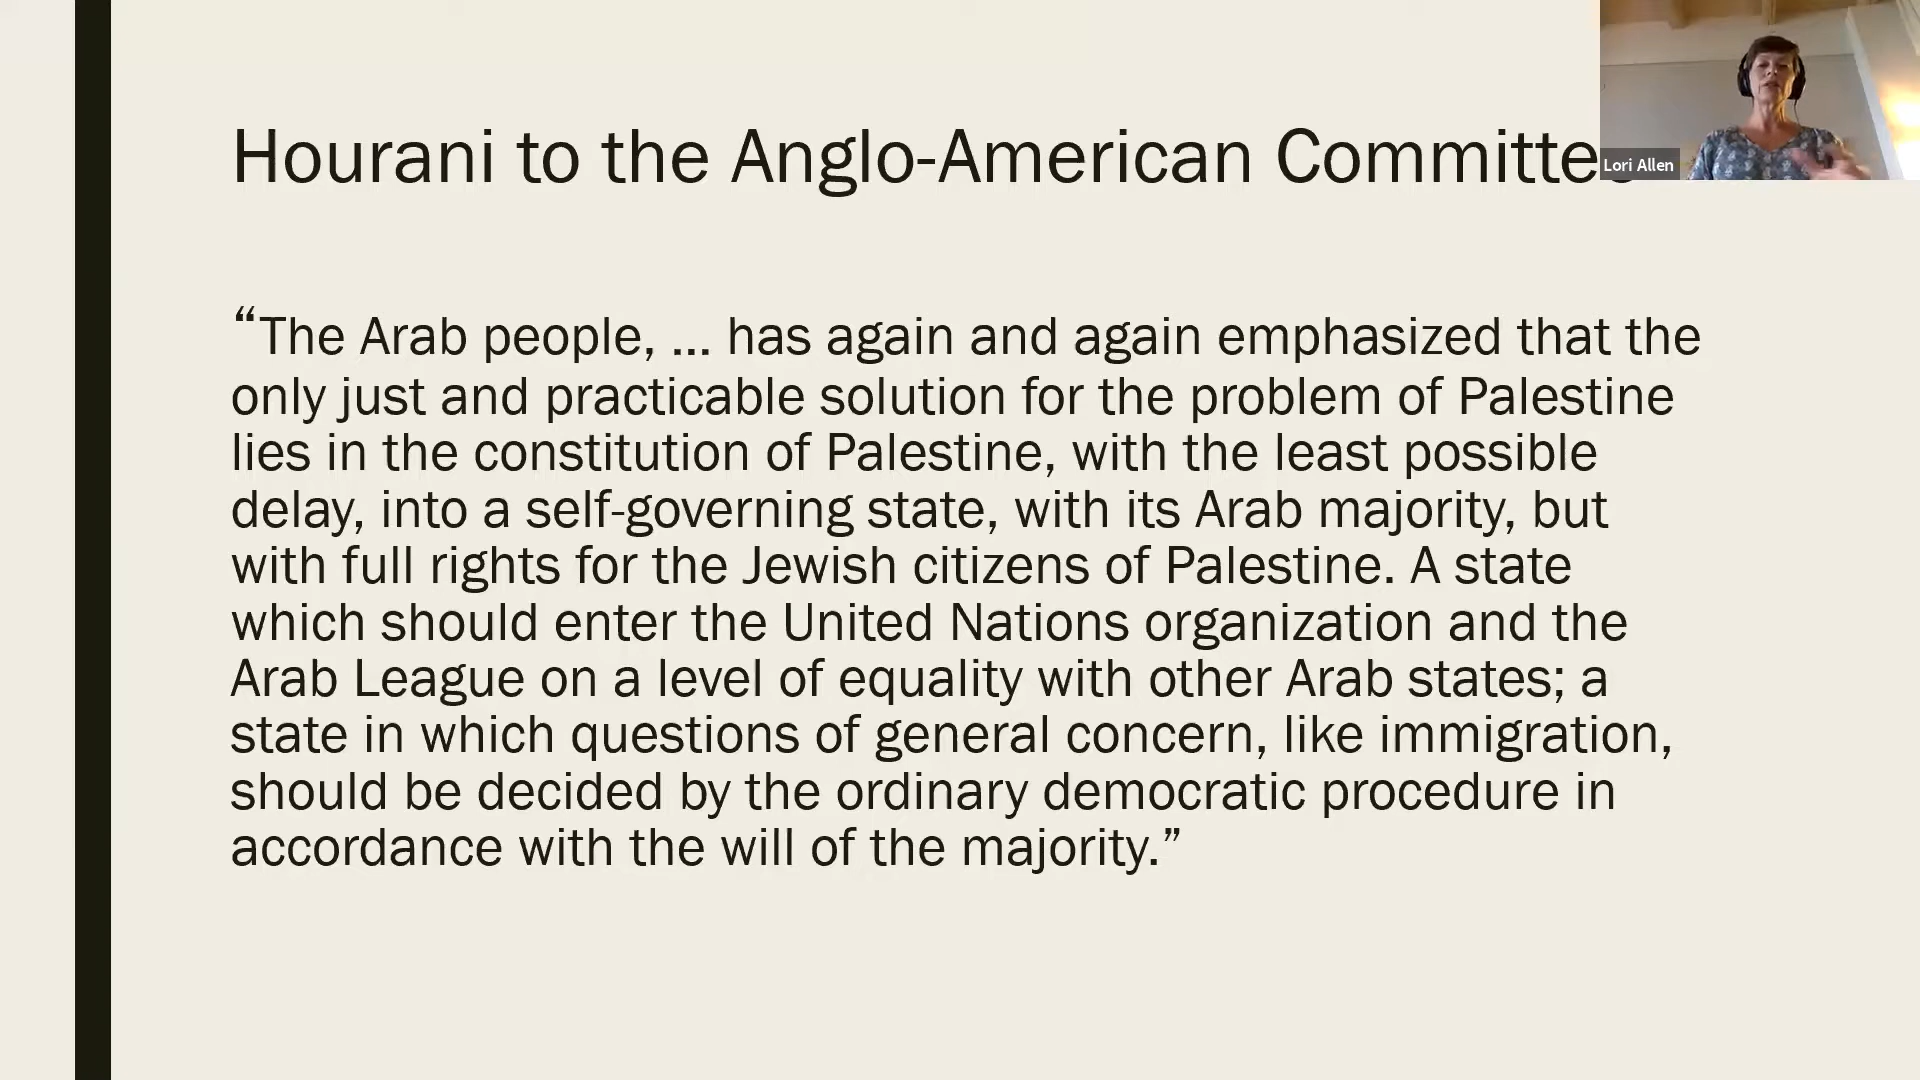 Hourani to the Anglo-American Committe
Lori Allen
“The Arab people, ... has again and again emphasized that the
only just and practicable solution for the problem of Palestine
lies in the constitution of Palestine, with the least possible
delay, into a self-governing state, with its Arab majority, but
with full rights for the Jewish citizens of Palestine. A state
which should enter the United Nations organization and the
Arab League on a level of equality with other Arab states; a
state in which questions of general concern, like immigration,
should be decided by the ordinary democratic procedure in
accordance with the will of the majority.”